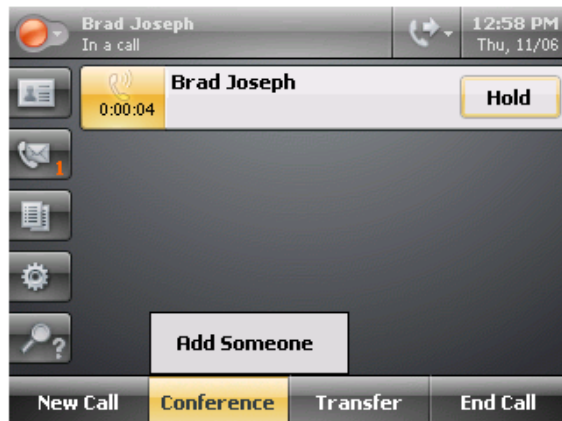 Brad Joseph
In a call
12:58 PM
Thu, 11/06
Brad Joseph
0:00:04
Hold
1
?
Add Someone
New Call
Conference
Transfer
End Call